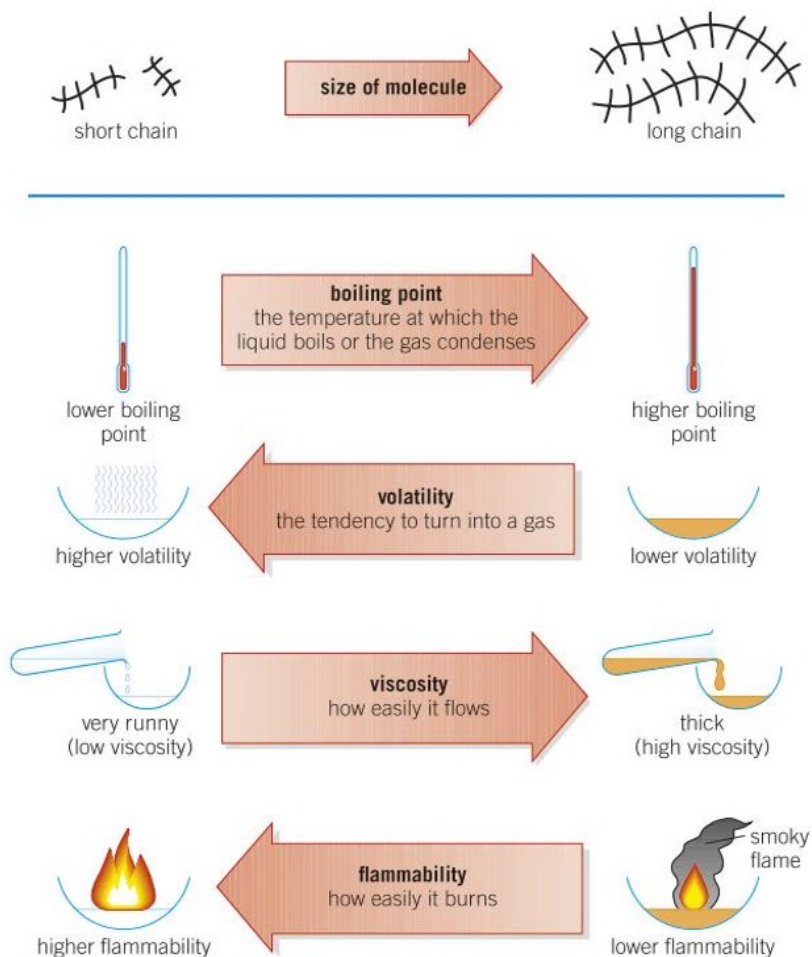 size of molecule
short chain
long chain
boiling point
the temperature at which the
liquid boils or the gas condenses
lower boiling
point
higher boiling
point
volatility
the tendency to turn into a gas
higher volatility
lower volatility
viscosity
how easily it flows
very runny
(low viscosity)
thick
(high viscosity)
smoky
flame
flammability
how easily it burns
higher flammability
lower flammability